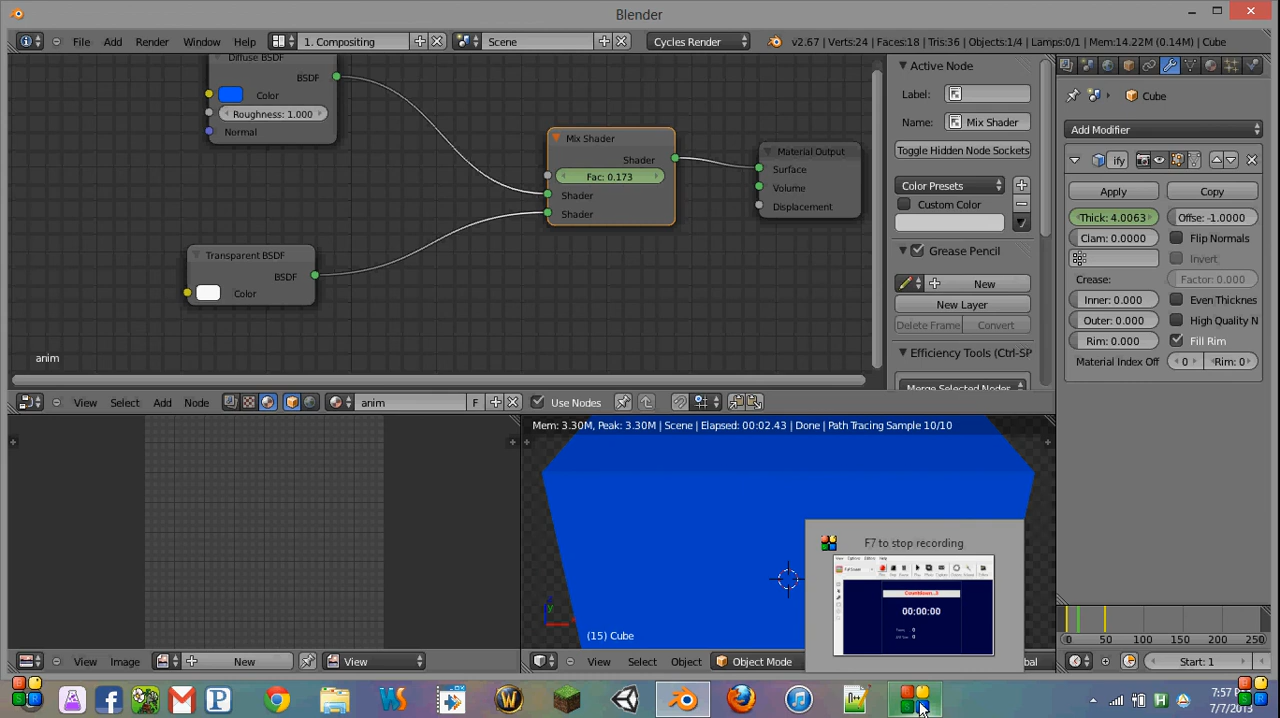 Blender
File Add Render Window Help 1. Compositing Scene Cycles Render v2.67 | Verts:24 | Faces:18 | Tris:36 | Objects:1/4 | Lamps:0/1 | Mem:14.22M (0.14M) | Cube
Diffuse BSDF
BSDF
Color
Roughness: 1.000
Normal
Mix Shader
Shader
Fac: 0.173
Shader
Shader
Material Output
Surface
Volume
Displacement
Transparent BSDF
BSDF
Color
anim
Active Node
Label:
Name: Mix Shader
Toggle Hidden Node Sockets
Color Presets
Custom Color
Grease Pencil
New
New Layer
Delete Frame Convert
Efficiency Tools (Ctrl-SP
Merge Selected Nodes
Cube
Add Modifier
ify
Apply Copy
Thick: 4.0063 Offse: -1.0000
Clam: 0.0000 Flip Normals
Invert
Crease: Factor: 0.000
Inner: 0.000 Even Thicknes
Outer: 0.000 High Quality N
Rim: 0.000 Fill Rim
Material Index Off 0 Rim: 0
View Select Add Node anim F Use Nodes
Mem: 3.30M, Peak: 3.30M | Scene | Elapsed: 00:02.43 | Done | Path Tracing Sample 10/10
F7 to stop recording
00:00:00
y
(15) Cube
0 50 100 150 200 250
View Image New View
View Select Object Object Mode bal
Start: 1
7:57 P
7/7/2013